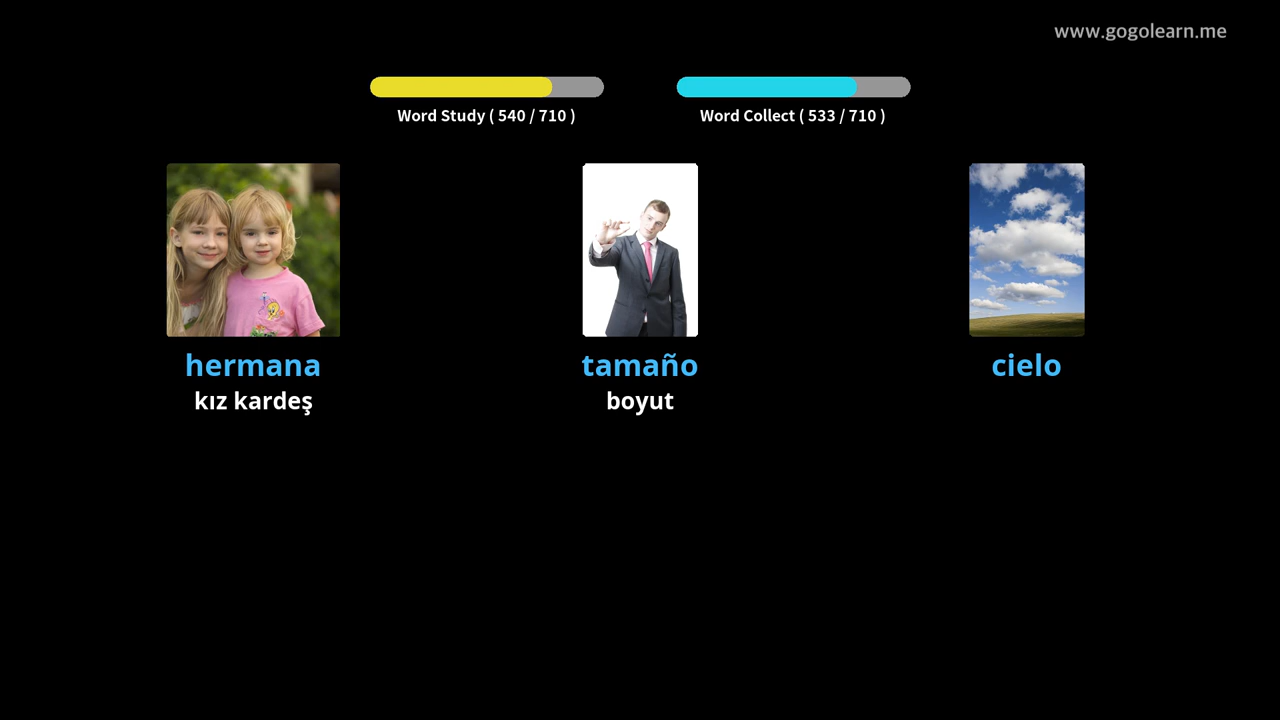 www.gogolearn.me
Word Study ( 540 / 710 )
Word Collect ( 533 / 710 )
hermana
kız kardeş
tamaño
boyut
cielo